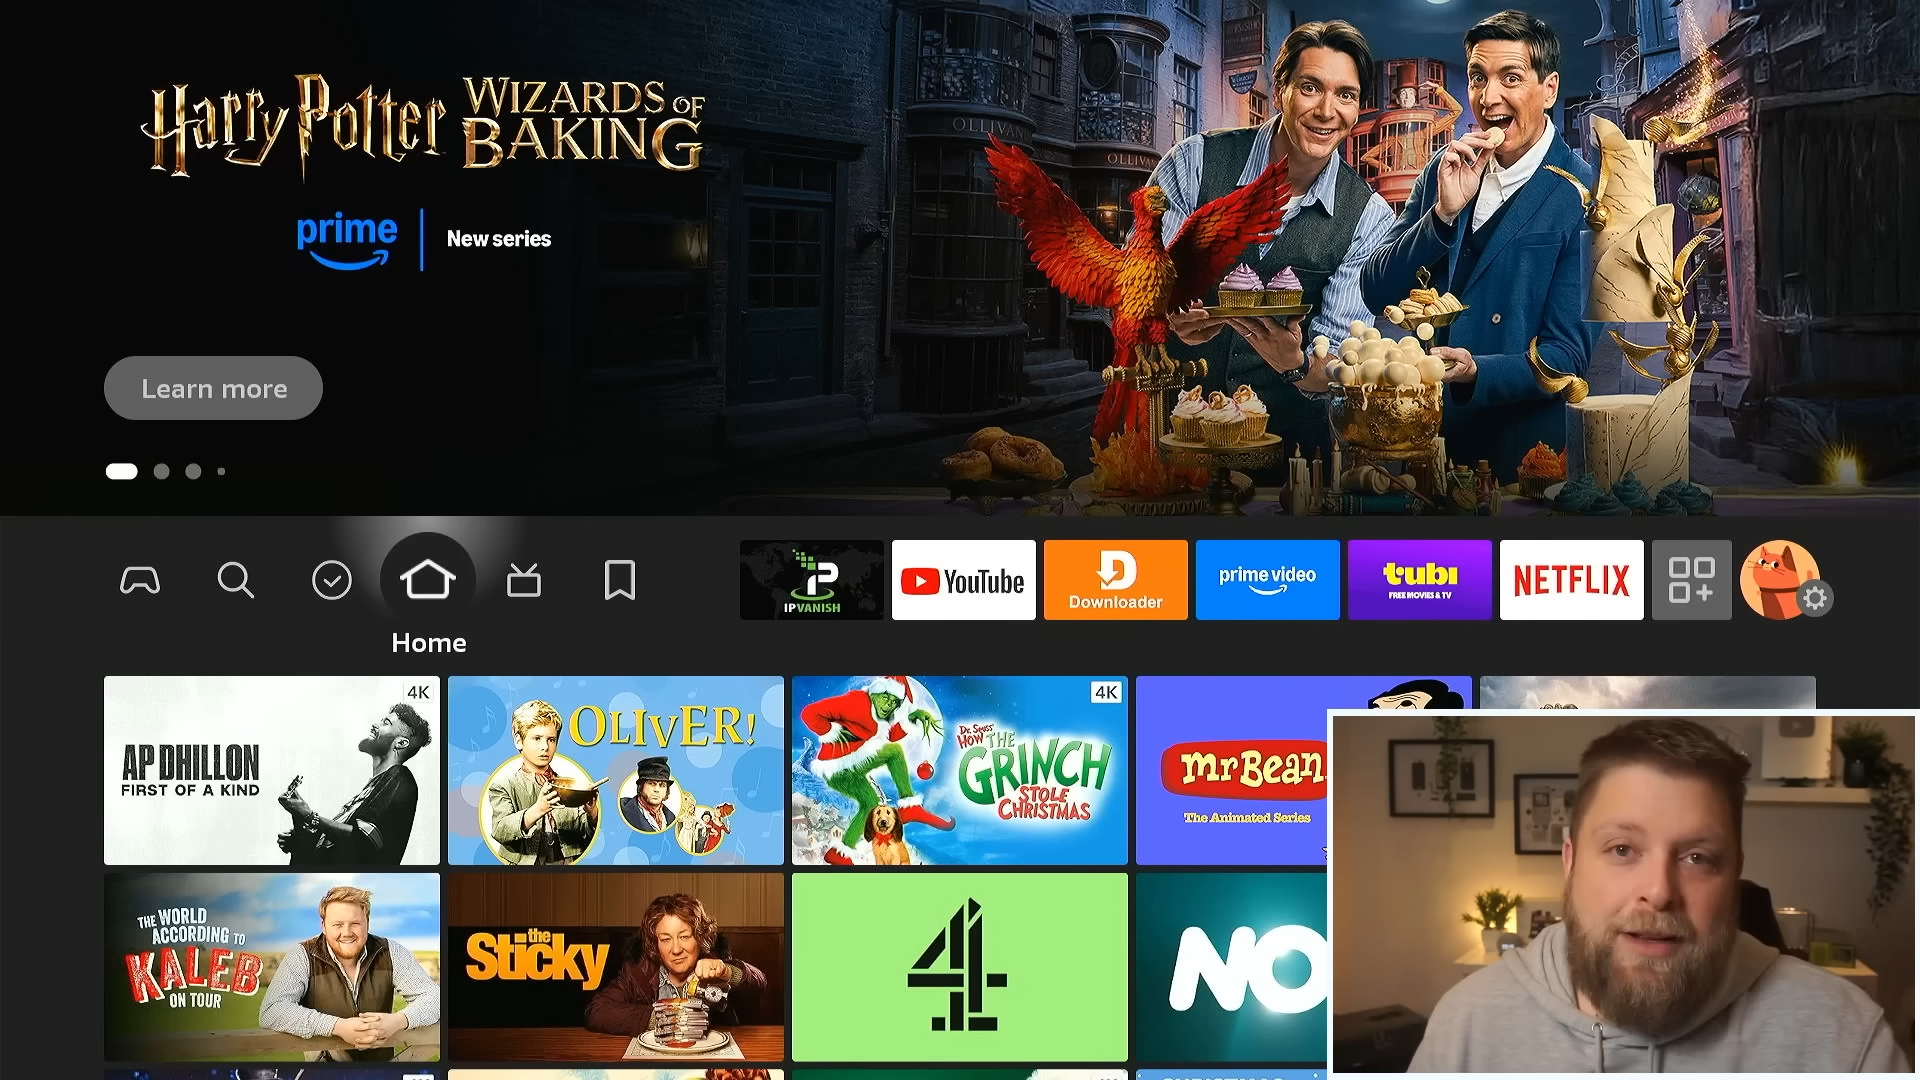 Harry Potter WIZARDS OF
BAKING
prime
New series
Learn more
OLLIVAN
OLLIV
IPVANISH
YouTube
Downloader
prime video
tubi
FREE MOVIES & TV
NETFLIX
Home
4K
AP DHILLON
FIRST OF A KIND
OLIVER!
4K
Dr. Seuss'
HOW THE
GRINCH
STOLE
CHRISTMAS
Mr Bean
The Animated Series
THE WORLD
ACCORDING TO
KALEB
ON TOUR
the
Sticky
4
NO